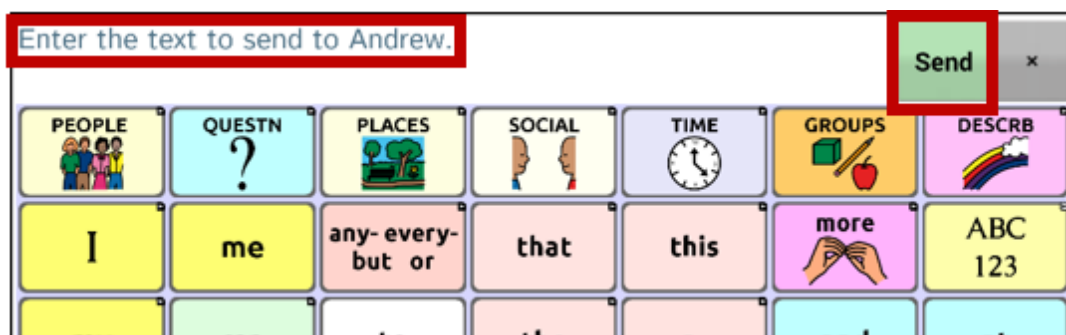 Enter the text to send to Andrew.
Send ×
PEOPLE QUESTN PLACES SOCIAL TIME GROUPS DESCRB
?
I me any- every- that this more ABC
but or 123